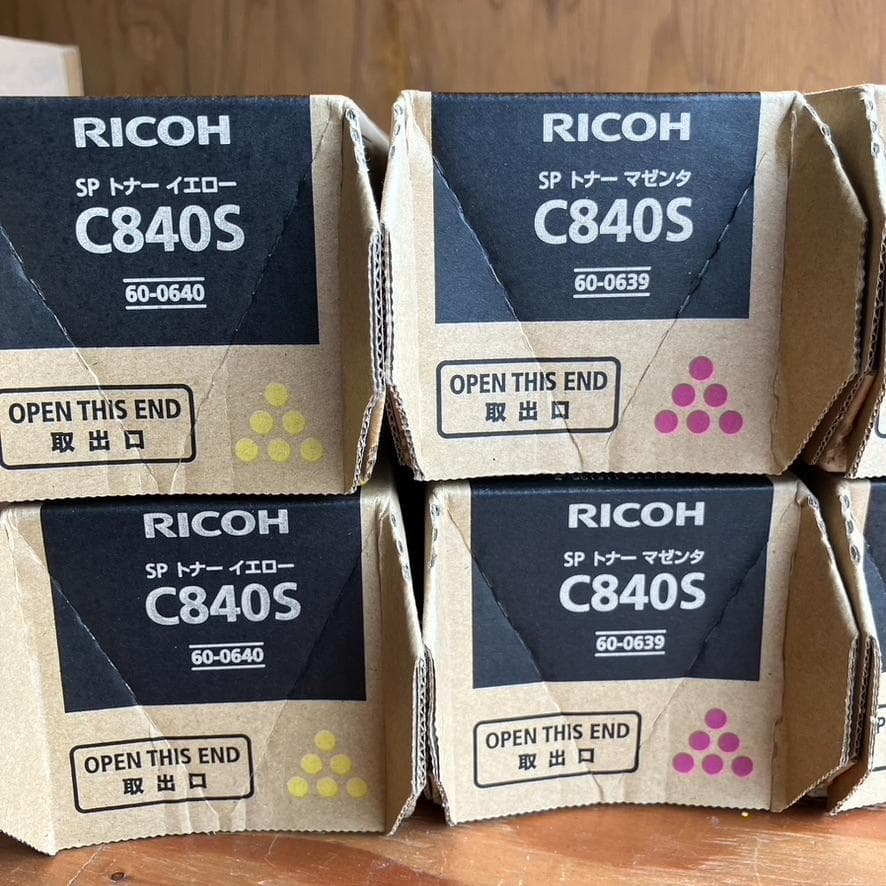 RICOH
SP トナー イエロー
C840S
60-0640
OPEN THIS END
取出口
RICOH
SP トナー マゼンタ
C840S
60-0639
OPEN THIS END
取出口
RICOH
SP トナー イエロー
C840S
60-0640
OPEN THIS END
取出口
RICOH
SP トナー マゼンタ
C840S
60-0639
OPEN THIS END
取出口